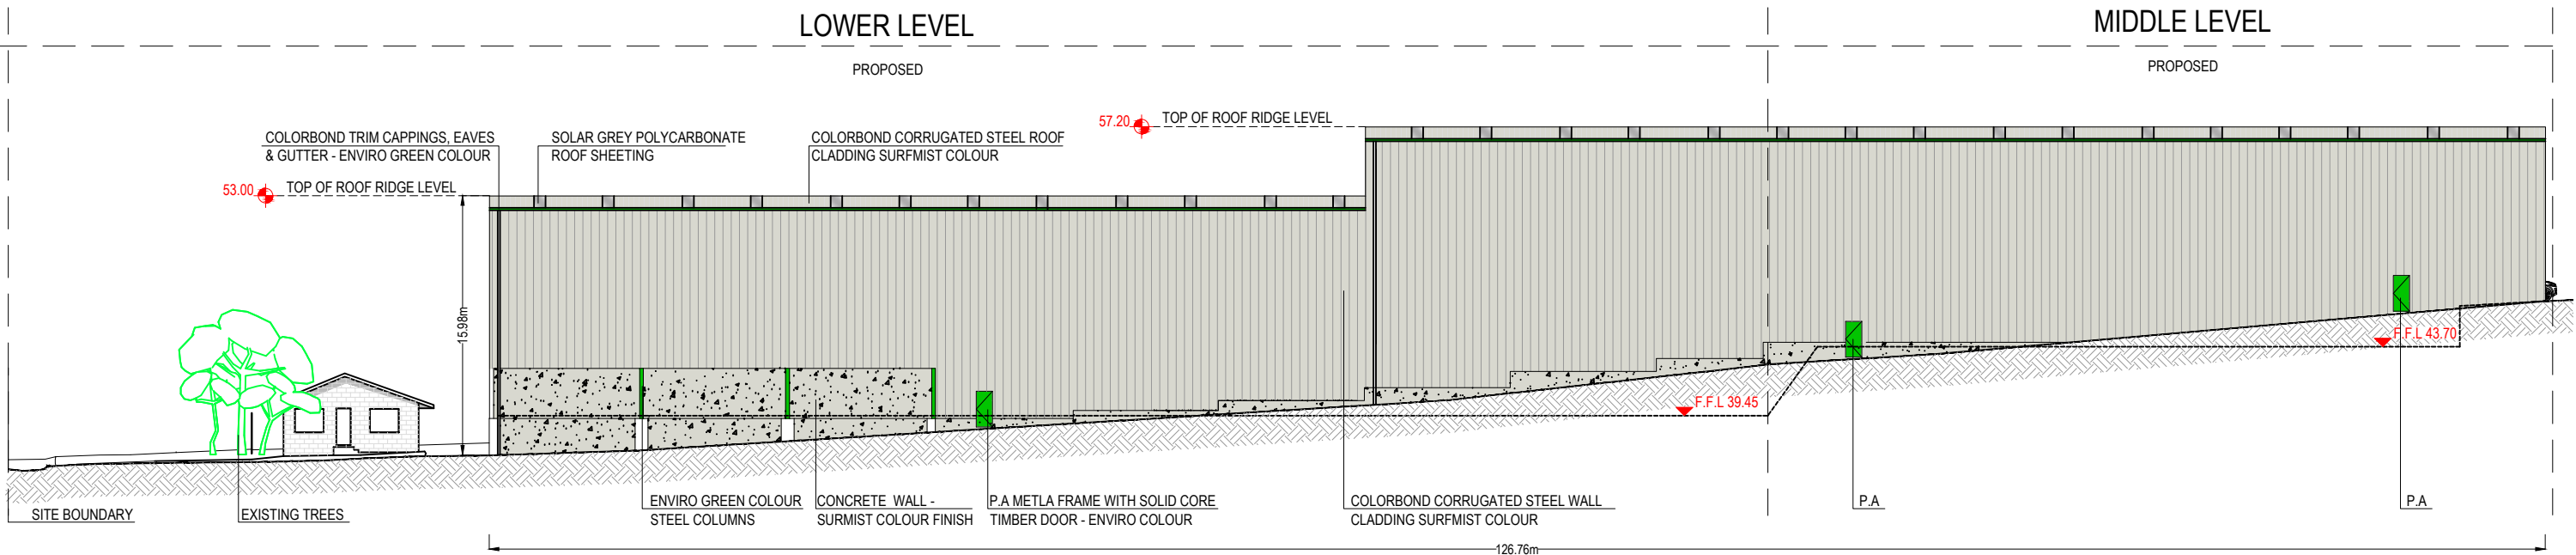 LOWER LEVEL
MIDDLE LEVEL
PROPOSED
PROPOSED
57.20
TOP OF ROOF RIDGE LEVEL
COLORBOND TRIM CAPPINGS, EAVES
& GUTTER - ENVIRO GREEN COLOUR
SOLAR GREY POLYCARBONATE
ROOF SHEETING
COLORBOND CORRUGATED STEEL ROOF
CLADDING SURFMIST COLOUR
53.00
TOP OF ROOF RIDGE LEVEL
15.98m
F.F.L 43.70
F.F.L 39.45
SITE BOUNDARY
EXISTING TREES
ENVIRO GREEN COLOUR
STEEL COLUMNS
CONCRETE WALL -
SURMIST COLOUR FINISH
P.A METLA FRAME WITH SOLID CORE
TIMBER DOOR - ENVIRO COLOUR
COLORBOND CORRUGATED STEEL WALL
CLADDING SURFMIST COLOUR
P.A
P.A
126.76m